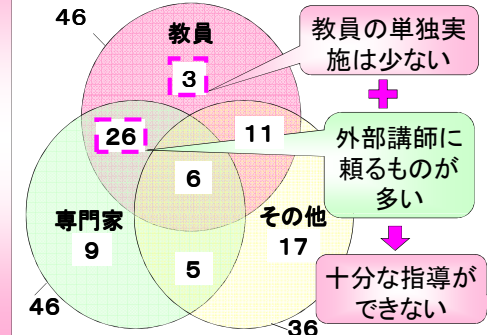 46
教員
3
26
11
6
専門家
9
その他
17
5
46
36
教員の単独実
施は少ない
外部講師に
頼るものが
多い
十分な指導が
できない